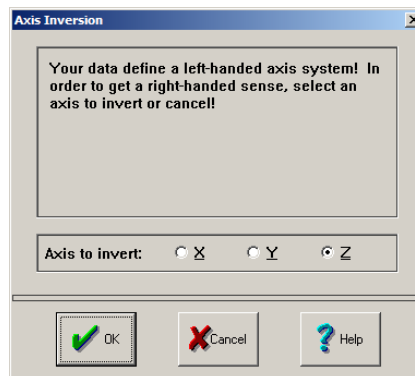 Axis Inversion
Your data define a left-handed axis system! In
order to get a right-handed sense, select an
axis to invert or cancel!
Axis to invert: X Y Z
OK Cancel Help